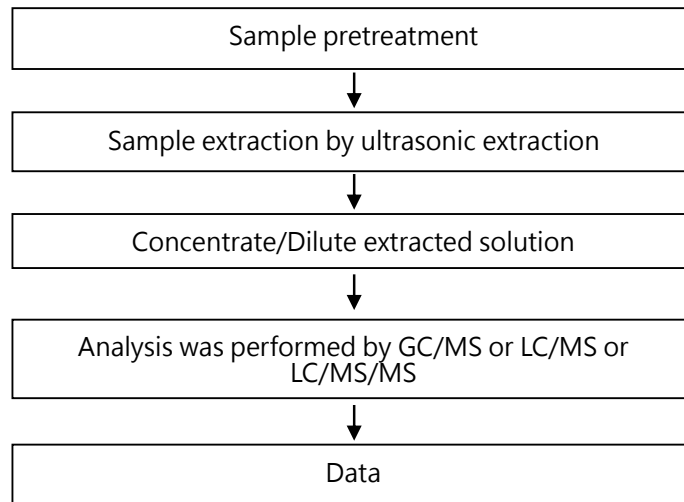 Sample pretreatment
Sample extraction by ultrasonic extraction
Concentrate/Dilute extracted solution
Analysis was performed by GC/MS or LC/MS or
LC/MS/MS
Data